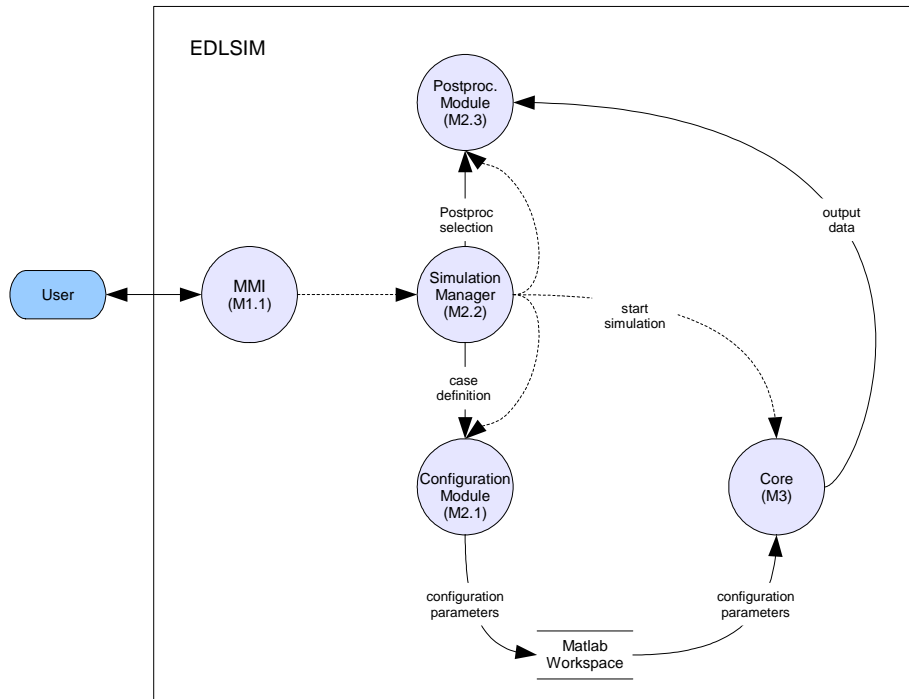 EDLSIM
Postproc.
Module
(M2.3)
Postproc
selection
output
data
User
MMI
(M1.1)
Simulation
Manager
(M2.2)
start
simulation
case
definition
Configuration
Module
(M2.1)
Core
(M3)
configuration
parameters
configuration
parameters
Matlab
Workspace